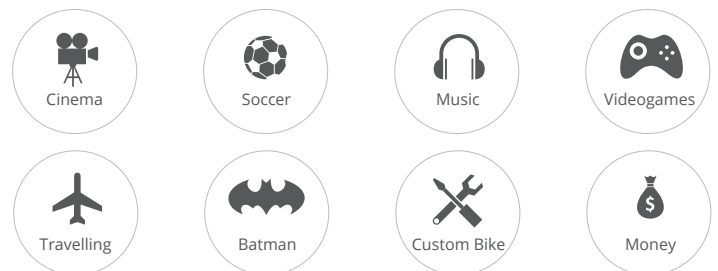 Cinema
Soccer
Music
Videogames
Travelling
Batman
Custom Bike
$
Money